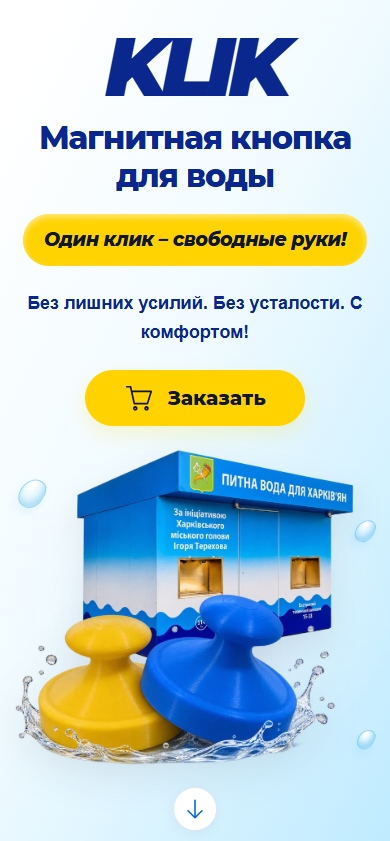 KLIK
Магнитная кнопка
для воды
Один клик – свободные руки!
Без лишних усилий. Без усталости. С
комфортом!
Заказать
ПИТНА ВОДА ДЛЯ ХАРКІВ'ЯН
За ініціативою
Харківського
міського голови
Ігоря Терехова